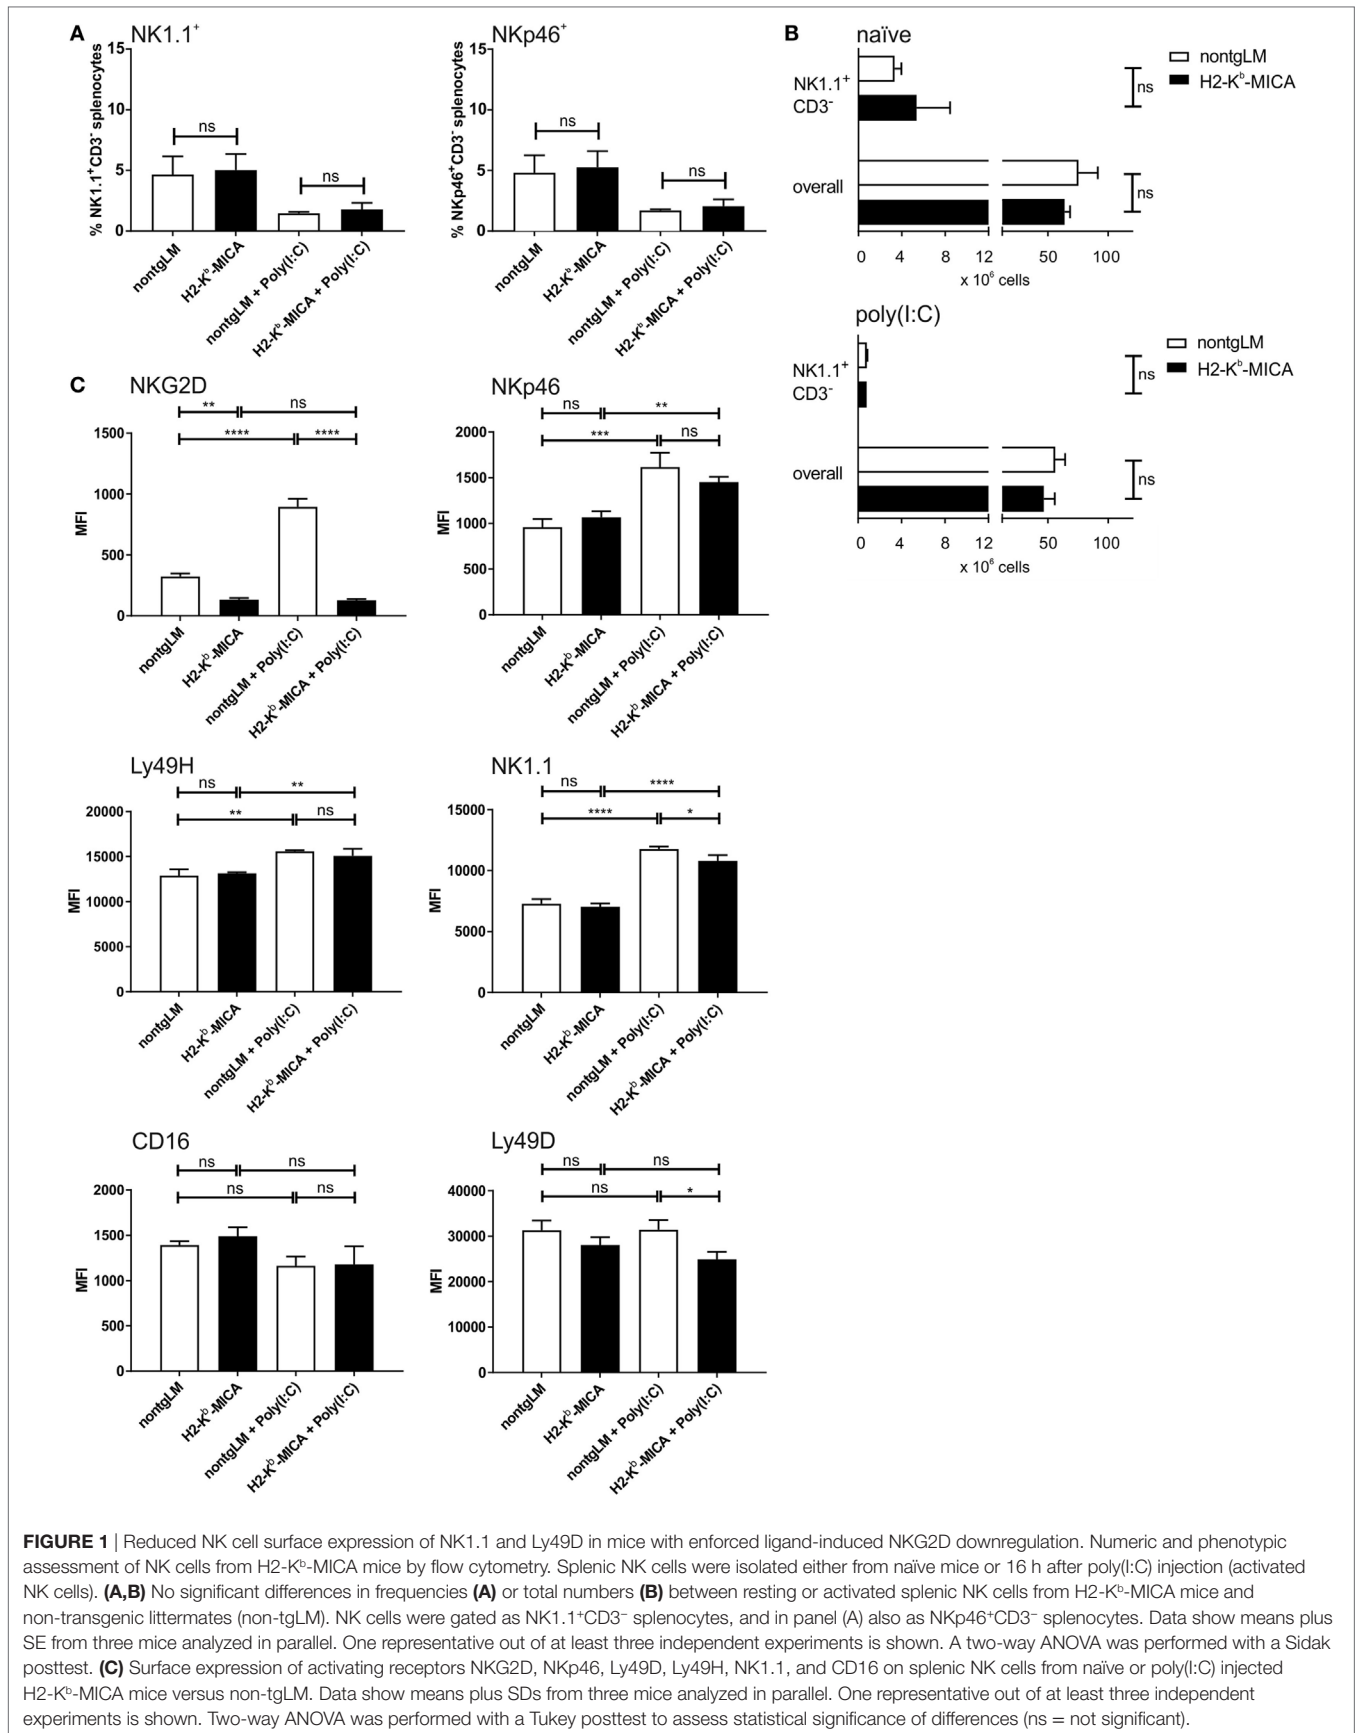 A
NK1.1⁺
% NK1.1⁺CD3⁻ splenocytes
15
10
5
0
ns
ns
nontgLM
H2-Kᵇ-MICA
nontgLM + Poly(I:C)
H2-Kᵇ-MICA + Poly(I:C)
NKp46⁺
% NKp46⁺CD3⁻ splenocytes
15
10
5
0
ns
ns
nontgLM
H2-Kᵇ-MICA
nontgLM + Poly(I:C)
H2-Kᵇ-MICA + Poly(I:C)
B
naïve
NK1.1⁺
CD3⁻
overall
ns
ns
nontgLM
H2-Kᵇ-MICA
0 4 8 12 50 100
x 10⁶ cells
poly(I:C)
NK1.1⁺
CD3⁻
overall
ns
ns
nontgLM
H2-Kᵇ-MICA
0 4 8 12 50 100
x 10⁶ cells
C
NKG2D
** ns
**** ****
MFI
1500
1000
500
0
nontgLM
H2-Kᵇ-MICA
nontgLM + Poly(I:C)
H2-Kᵇ-MICA + Poly(I:C)
NKp46
ns **
*** ns
MFI
2000
1500
1000
500
0
nontgLM
H2-Kᵇ-MICA
nontgLM + Poly(I:C)
H2-Kᵇ-MICA + Poly(I:C)
Ly49H
ns **
** ns
MFI
20000
15000
10000
5000
0
nontgLM
H2-Kᵇ-MICA
nontgLM + Poly(I:C)
H2-Kᵇ-MICA + Poly(I:C)
NK1.1
ns ****
**** *
MFI
15000
10000
5000
0
nontgLM
H2-Kᵇ-MICA
nontgLM + Poly(I:C)
H2-Kᵇ-MICA + Poly(I:C)
CD16
ns ns
ns ns
MFI
2000
1500
1000
500
0
nontgLM
H2-Kᵇ-MICA
nontgLM + Poly(I:C)
H2-Kᵇ-MICA + Poly(I:C)
Ly49D
ns ns
ns *
MFI
40000
30000
20000
10000
0
nontgLM
H2-Kᵇ-MICA
nontgLM + Poly(I:C)
H2-Kᵇ-MICA + Poly(I:C)
FIGURE 1 | Reduced NK cell surface expression of NK1.1 and Ly49D in mice with enforced ligand-induced NKG2D downregulation. Numeric and phenotypic
assessment of NK cells from H2-Kᵇ-MICA mice by flow cytometry. Splenic NK cells were isolated either from naïve mice or 16 h after poly(I:C) injection (activated
NK cells). (A,B) No significant differences in frequencies (A) or total numbers (B) between resting or activated splenic NK cells from H2-Kᵇ-MICA mice and
non-transgenic littermates (non-tgLM). NK cells were gated as NK1.1⁺CD3⁻ splenocytes, and in panel (A) also as NKp46⁺CD3⁻ splenocytes. Data show means plus
SE from three mice analyzed in parallel. One representative out of at least three independent experiments is shown. A two-way ANOVA was performed with a Sidak
posttest. (C) Surface expression of activating receptors NKG2D, NKp46, Ly49D, Ly49H, NK1.1, and CD16 on splenic NK cells from naïve or poly(I:C) injected
H2-Kᵇ-MICA mice versus non-tgLM. Data show means plus SDs from three mice analyzed in parallel. One representative out of at least three independent
experiments is shown. Two-way ANOVA was performed with a Tukey posttest to assess statistical significance of differences (ns = not significant).